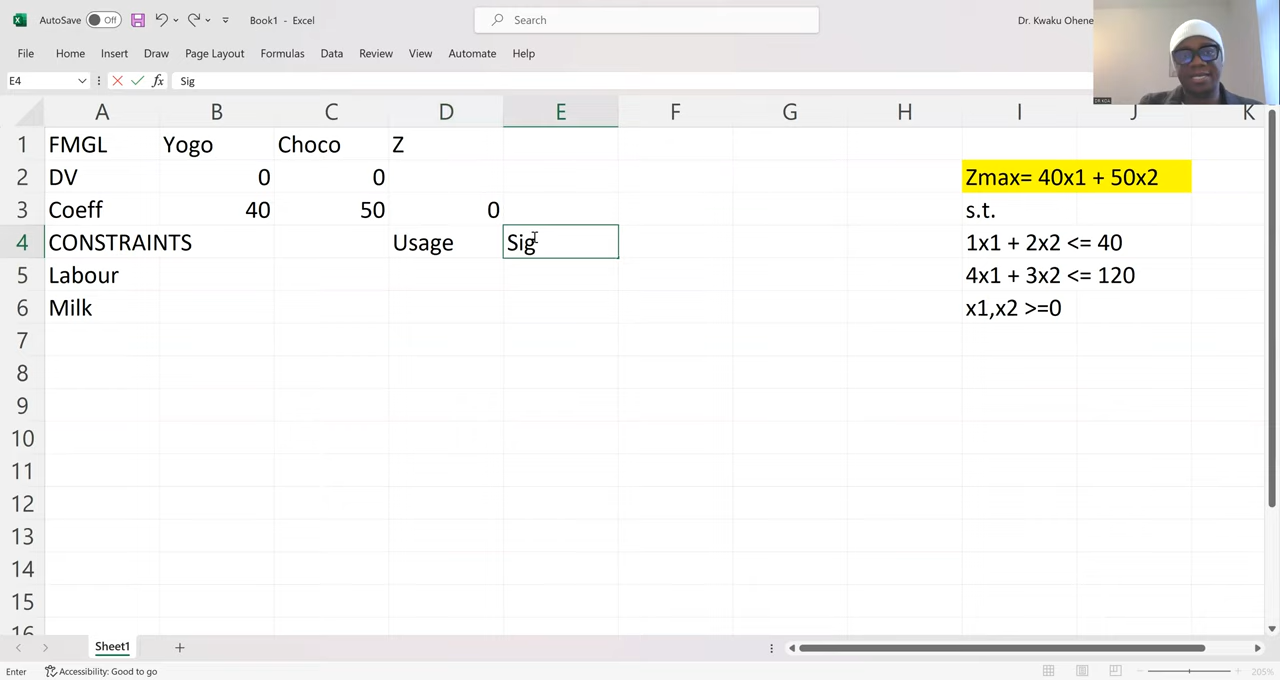 AutoSave Off Book1 - Excel Search Dr. Kwaku Ohene
File Home Insert Draw Page Layout Formulas Data Review View Automate Help
E4 fx Sig
A B C D E F G H I J K
1 FMGL Yogo Choco Z
2 DV 0 0 Zmax= 40x1 + 50x2
3 Coeff 40 50 0 s.t.
4 CONSTRAINTS Usage Sig 1x1 + 2x2 <= 40
5 Labour 4x1 + 3x2 <= 120
6 Milk x1,x2 >=0
7
8
9
10
11
12
13
14
15
16
Sheet1
Enter Accessibility: Good to go 205%